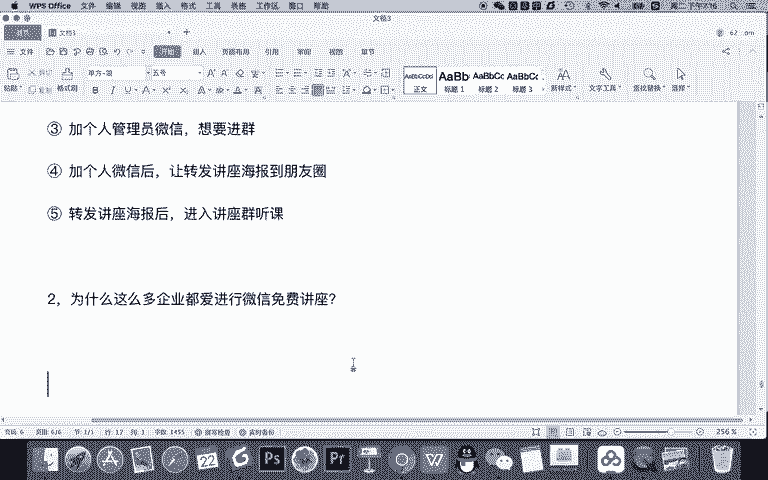 WPS Office 文件 编辑 视图 插入 格式 工具 表格 工作区 窗口 帮助
文稿3
首页 文档3 +
文件 开始 插入 页面布局 引用 审阅 视图 章节
粘贴 剪切 复制 格式刷 五号
B I U A
AaBbCcDd AaBb AaBbCc AaBbCc
正文 标题 1 标题 2 标题 3 新样式 文字工具 查找替换 选择
③ 加个人管理员微信，想要进群
④ 加个人微信后，让转发讲座海报到朋友圈
⑤ 转发讲座海报后，进入讲座群听课
2，为什么这么多企业都爱进行微信免费讲座？
页码: 6 页面: 6/6 节: 1/1 行: 17 列: 1 字数: 1455 拼写检查 256 %
22 Ps Pr W